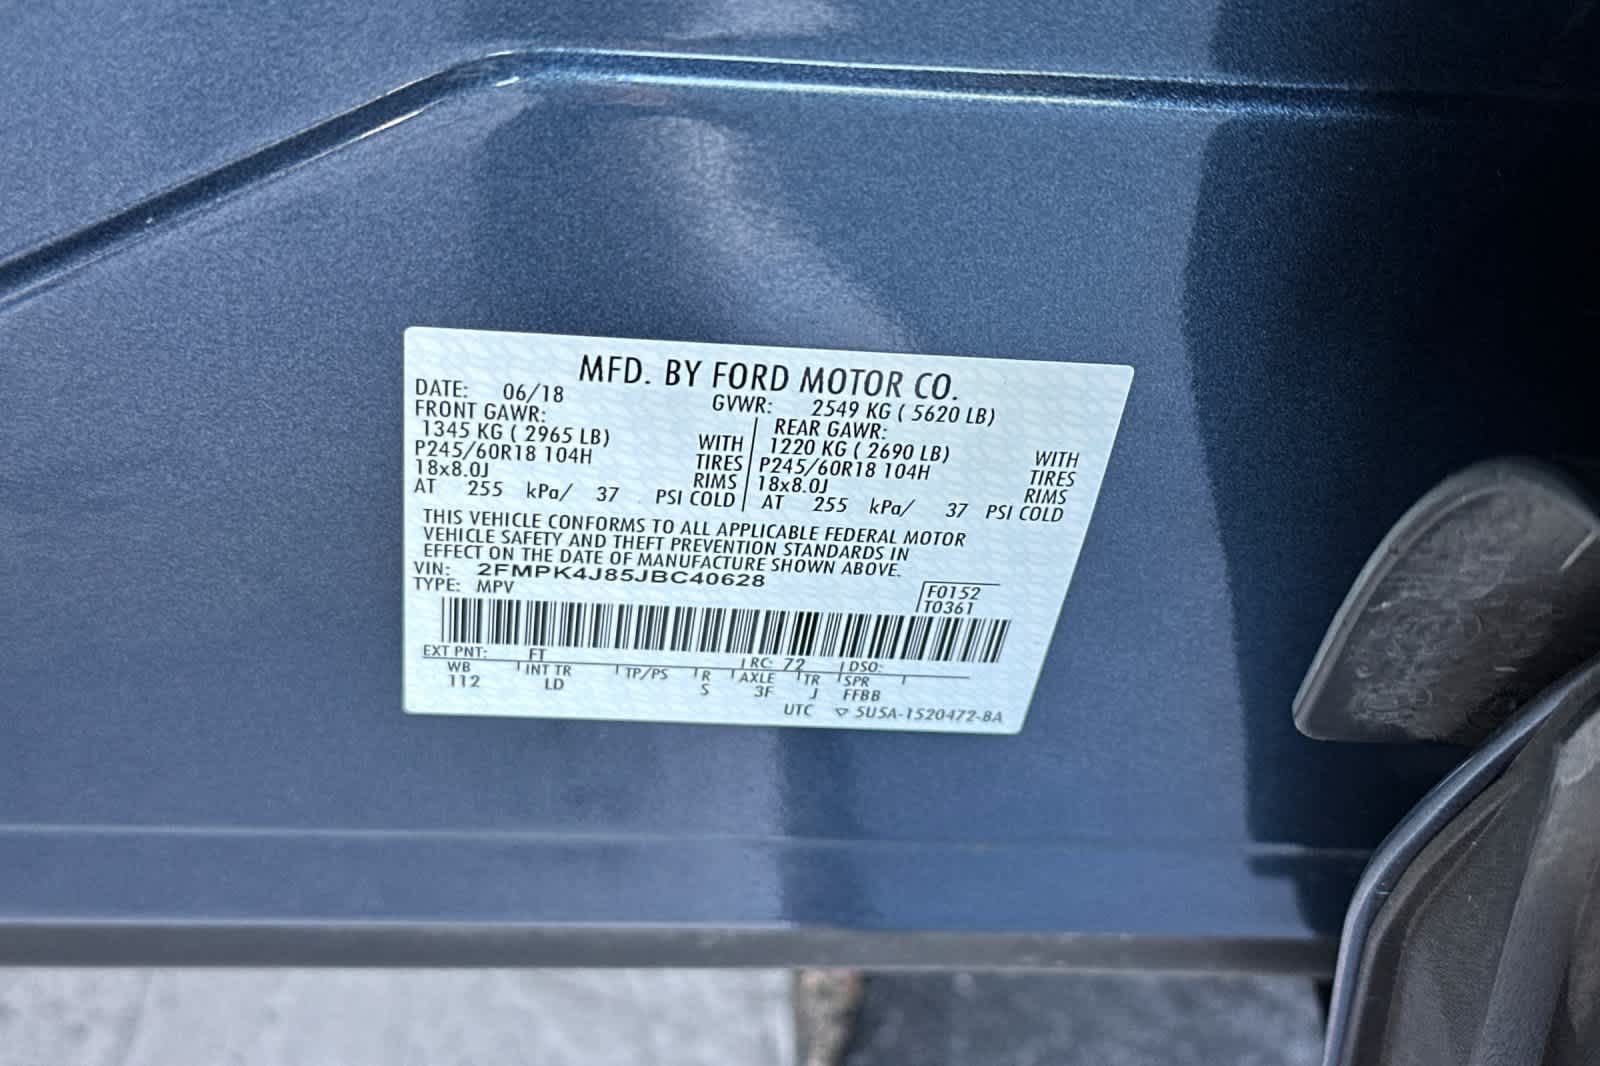 MFD. BY FORD MOTOR CO.
DATE: 06/18 GVWR: 2549 KG ( 5620 LB)
FRONT GAWR: REAR GAWR:
1345 KG ( 2965 LB) WITH 1220 KG ( 2690 LB) WITH
P245/60R18 104H TIRES P245/60R18 104H TIRES
18x8.0J RIMS 18x8.0J RIMS
AT 255 kPa/ 37 PSI COLD AT 255 kPa/ 37 PSI COLD
THIS VEHICLE CONFORMS TO ALL APPLICABLE FEDERAL MOTOR
VEHICLE SAFETY AND THEFT PREVENTION STANDARDS IN
EFFECT ON THE DATE OF MANUFACTURE SHOWN ABOVE.
VIN: 2FMPK4J85JBC40628 F0152
TYPE: MPV T0361
EXT PNT: FT RC: 72 DSO:
WB INT TR TP/PS R AXLE TR SPR
112 LD S 3F J FFBB
UTC ▽ 5U5A-1520472-BA